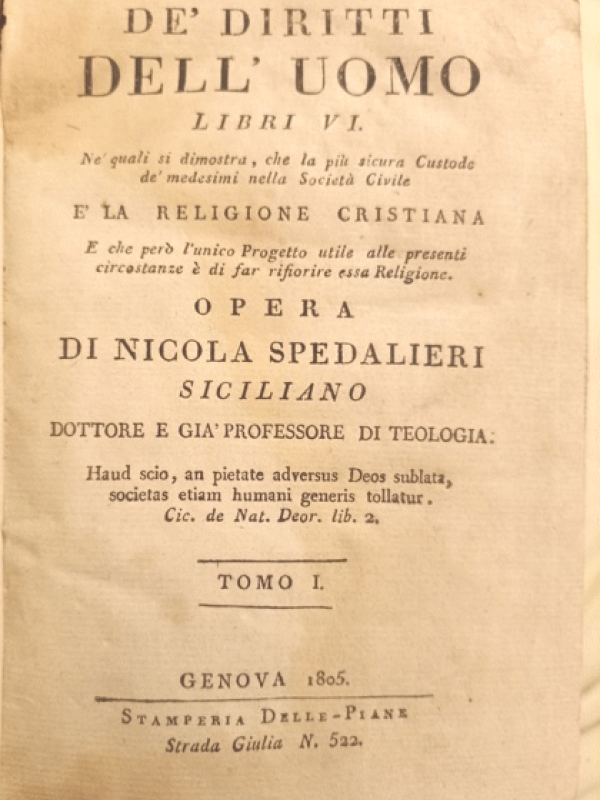 DE' DIRITTI
DELL' UOMO
LIBRI VI.
Ne' quali si dimostra, che la più sicura Custode
de' medesimi nella Società Civile
E' LA RELIGIONE CRISTIANA
E che però l'unico Progetto utile alle presenti
circostanze è di far rifiorire essa Religione.
OPERA
DI NICOLA SPEDALIERI
SICILIANO
DOTTORE E GIA' PROFESSORE DI TEOLOGIA.
Haud scio, an pietate adversus Deos sublata,
societas etiam humani generis tollatur.
Cic. de Nat. Deor. lib. 2.
TOMO I.
GENOVA 1805.
STAMPERIA DELLE-PIANE
Strada Giulia N. 522.